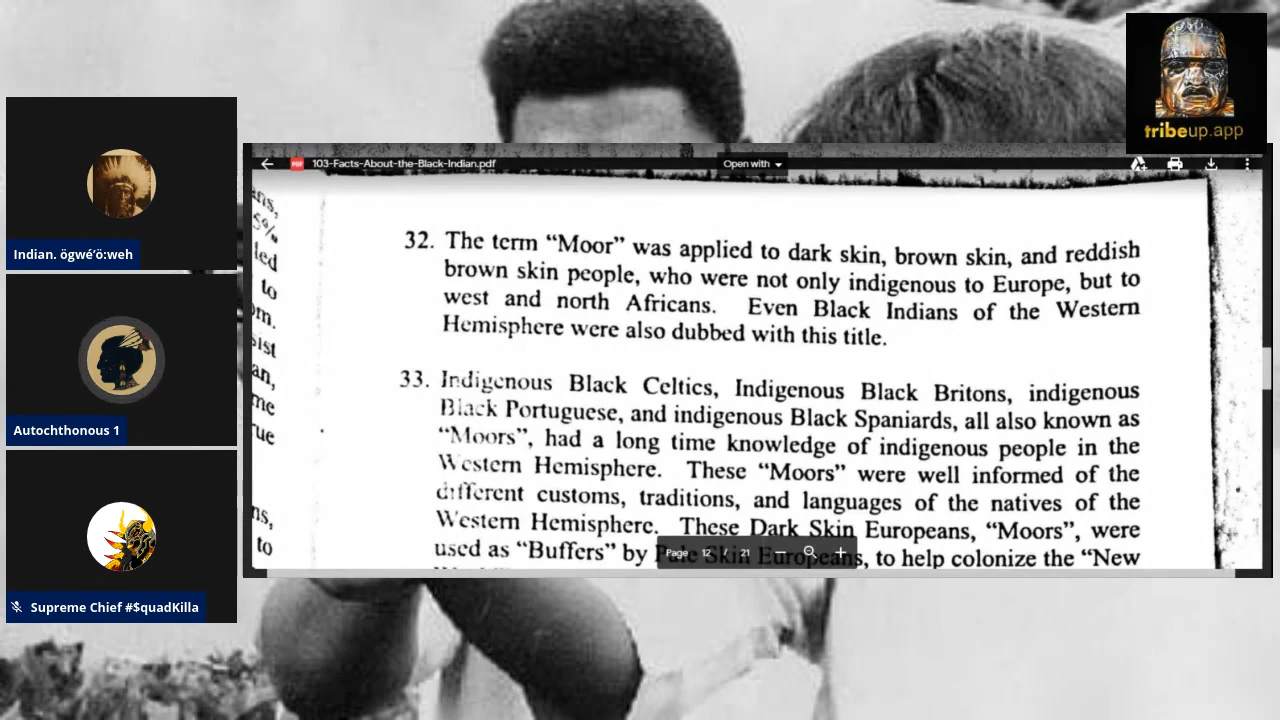 tribeup.app
103-Facts-About-the-Black-Indian.pdf
Open with
Indian. ögwé'ö:weh
Autochthonous 1
Supreme Chief #$quadKilla
5%
to
to
32. The term “Moor” was applied to dark skin, brown skin, and reddish
brown skin people, who were not only indigenous to Europe, but to
west and north Africans. Even Black Indians of the Western
Hemisphere were also dubbed with this title.
33. Indigenous Black Celtics, Indigenous Black Britons, indigenous
Black Portuguese, and indigenous Black Spaniards, all also known as
“Moors”, had a long time knowledge of indigenous people in the
Western Hemisphere. These “Moors” were well informed of the
different customs, traditions, and languages of the natives of the
Western Hemisphere. These Dark Skin Europeans, “Moors”, were
used as “Buffers” by Pale Skin Europeans, to help colonize the “New
Page 12 / 21